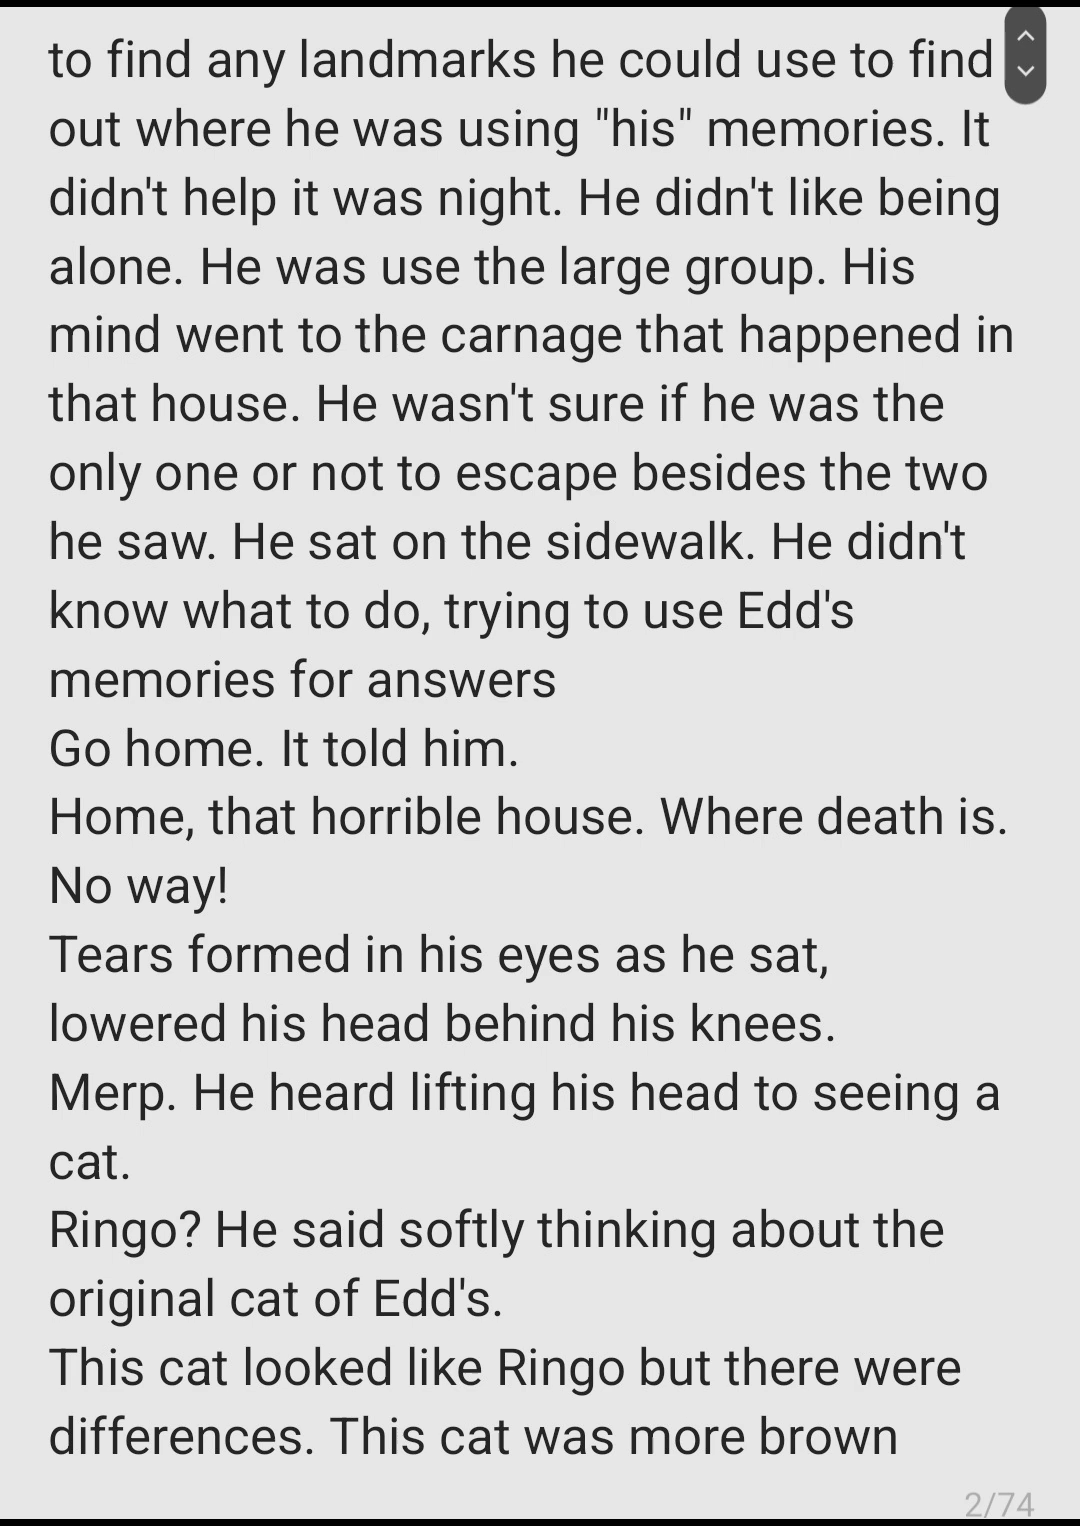 to find any landmarks he could use to find
out where he was using "his" memories. It
didn't help it was night. He didn't like being
alone. He was use the large group. His
mind went to the carnage that happened in
that house. He wasn't sure if he was the
only one or not to escape besides the two
he saw. He sat on the sidewalk. He didn't
know what to do, trying to use Edd's
memories for answers
Go home. It told him.
Home, that horrible house. Where death is.
No way!
Tears formed in his eyes as he sat,
lowered his head behind his knees.
Merp. He heard lifting his head to seeing a
cat.
Ringo? He said softly thinking about the
original cat of Edd's.
This cat looked like Ringo but there were
differences. This cat was more brown
2/74